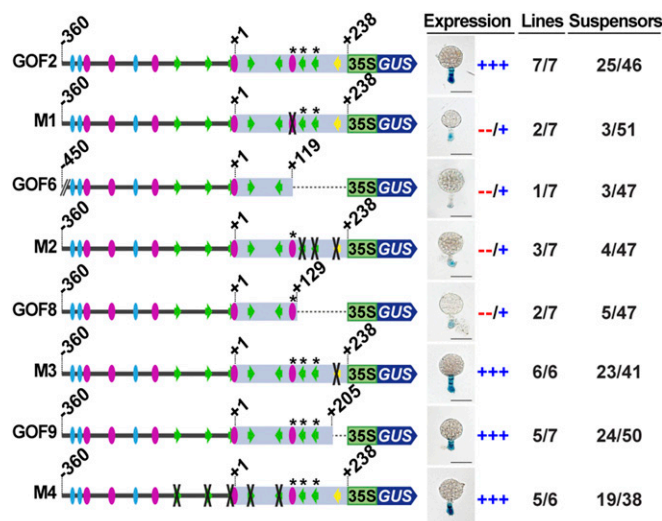 Expression Lines Suspensors
-360 +1 * * * +238
GOF2 35S GUS +++ 7/7 25/46
-360 +1 * * +238
M1 X 35S GUS --/+ 2/7 3/51
-450 +1 +119
GOF6 35S GUS --/+ 1/7 3/47
-360 +1 * +238
M2 X X X 35S GUS --/+ 3/7 4/47
-360 +1 * +129
GOF8 35S GUS --/+ 2/7 5/47
-360 +1 * * * +238
M3 X 35S GUS +++ 6/6 23/41
-360 +1 * * * +205
GOF9 35S GUS +++ 5/7 24/50
-360 +1 * * * +238
M4 X X X X X 35S GUS +++ 5/6 19/38